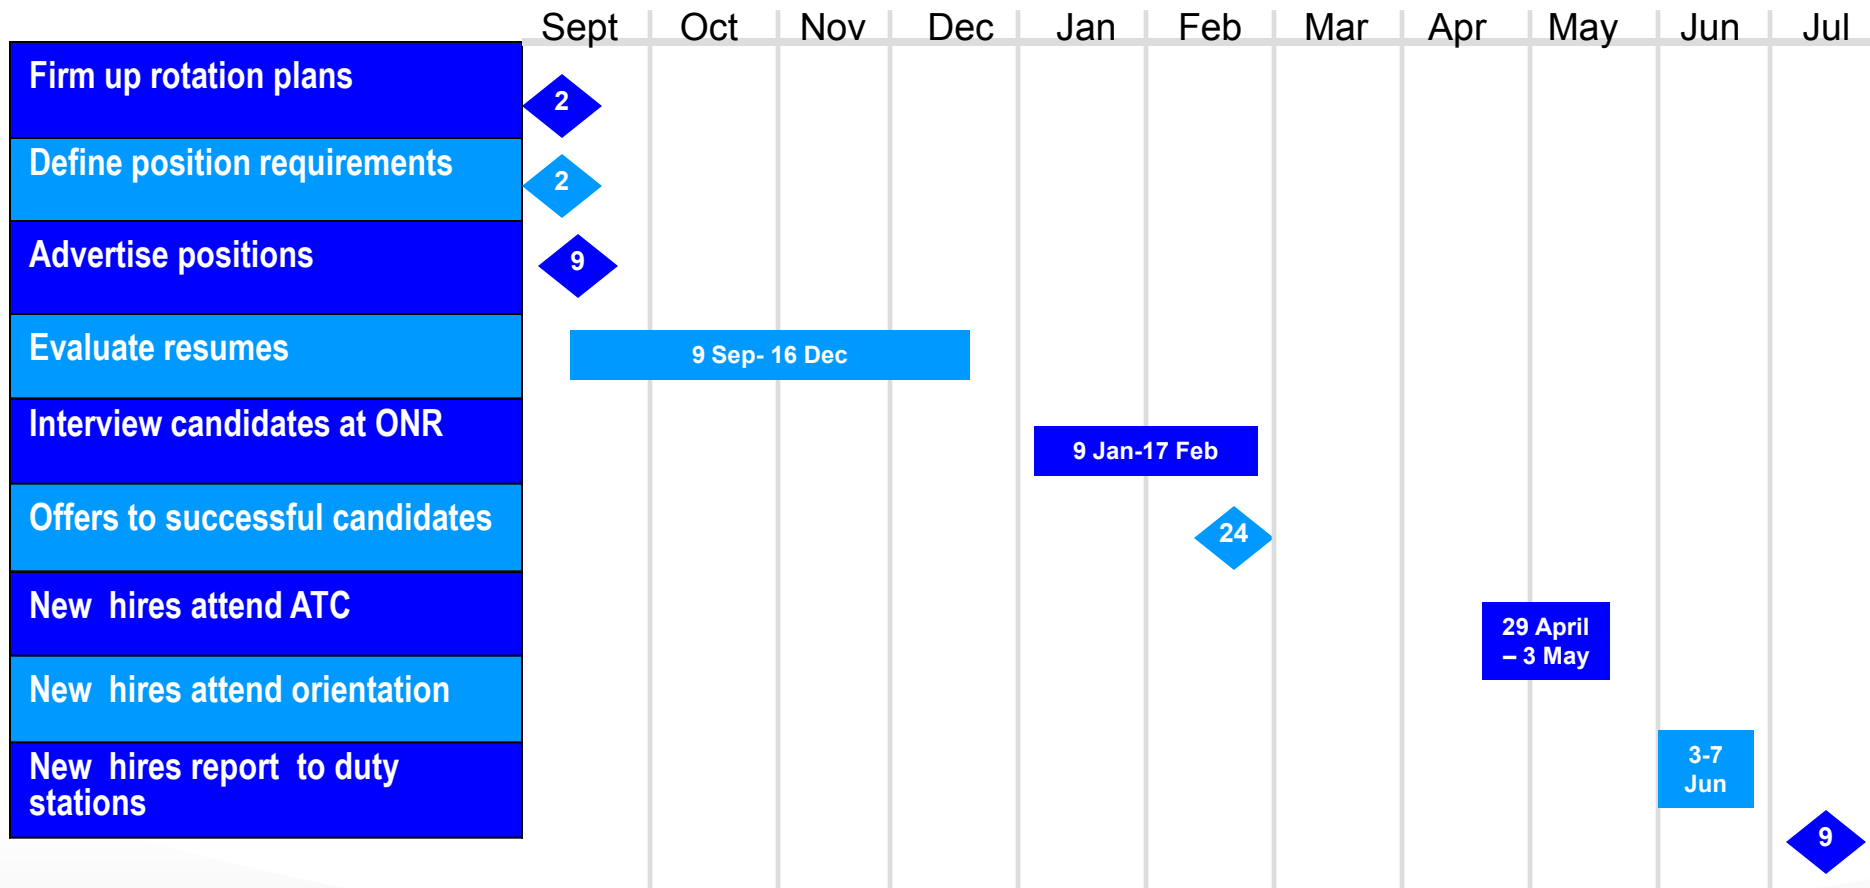 Sept Oct Nov Dec Jan Feb Mar Apr May Jun Jul
Firm up rotation plans
2
Define position requirements
2
Advertise positions
9
Evaluate resumes
9 Sep- 16 Dec
Interview candidates at ONR
9 Jan-17 Feb
Offers to successful candidates
24
New hires attend ATC
29 April
– 3 May
New hires attend orientation
3-7
Jun
New hires report to duty
stations
9